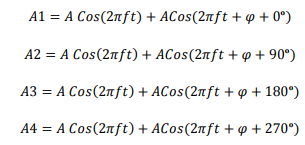 A1 = A Cos(2πft) + ACos(2πft + φ + 0°)
A2 = A Cos(2πft) + ACos(2πft + φ + 90°)
A3 = A Cos(2πft) + ACos(2πft + φ + 180°)
A4 = A Cos(2πft) + ACos(2πft + φ + 270°)